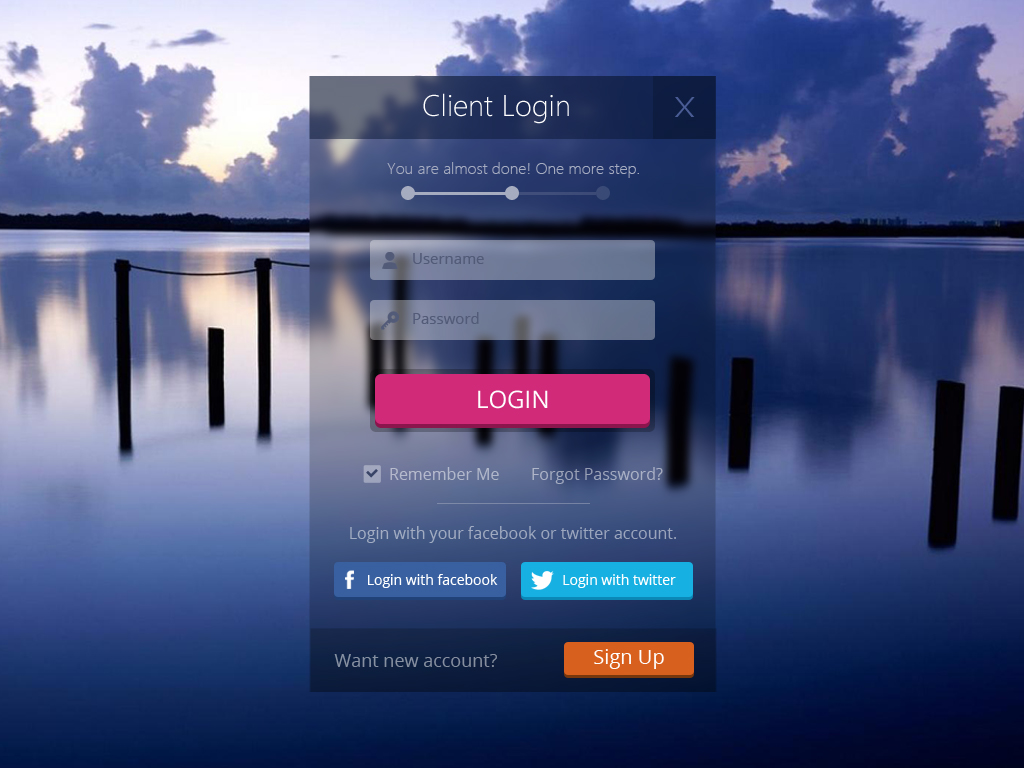 Client Login
X
You are almost done! One more step.
Username
Password
LOGIN
Remember Me Forgot Password?
Login with your facebook or twitter account.
f Login with facebook Login with twitter
Want new account? Sign Up